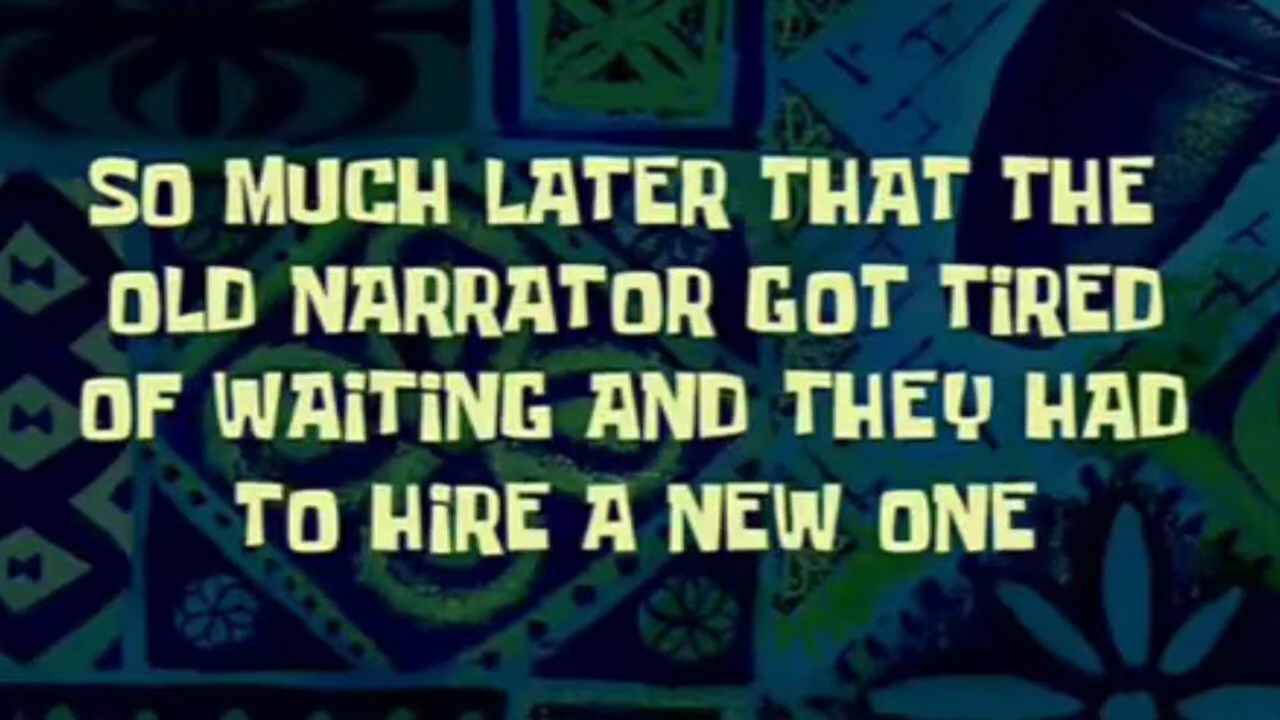 SO MUCH LATER THAT THE
OLD NARRATOR GOT TiRED
OF WAiTiNG AND THEY HAD
TO HiRE A NEW ONE